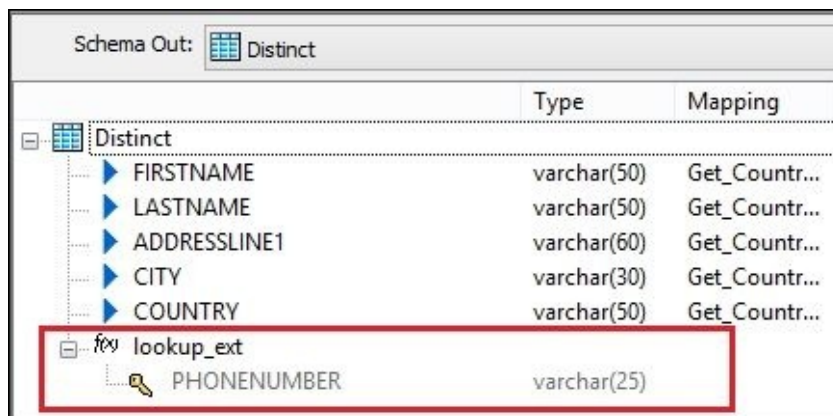 Schema Out: Distinct
Type Mapping
Distinct
FIRSTNAME varchar(50) Get_Countr...
LASTNAME varchar(50) Get_Countr...
ADDRESSLINE1 varchar(60) Get_Countr...
CITY varchar(30) Get_Countr...
COUNTRY varchar(50) Get_Countr...
f(x) lookup_ext
PHONENUMBER varchar(25)